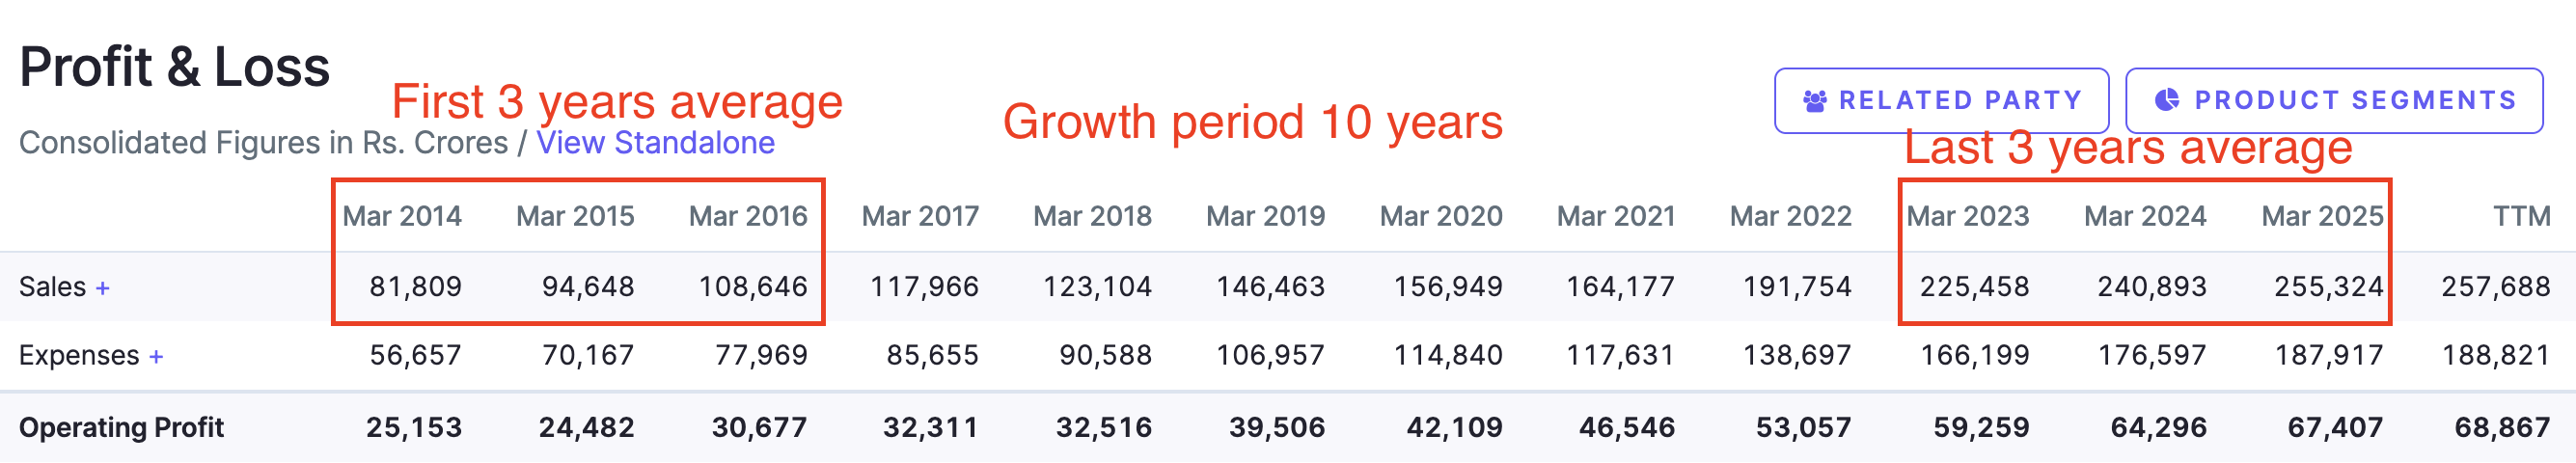 Profit & Loss
First 3 years average
Growth period 10 years
RELATED PARTY
PRODUCT SEGMENTS
Consolidated Figures in Rs. Crores / View Standalone
Last 3 years average
Mar 2014 Mar 2015 Mar 2016 Mar 2017 Mar 2018 Mar 2019 Mar 2020 Mar 2021 Mar 2022 Mar 2023 Mar 2024 Mar 2025 TTM
Sales + 81,809 94,648 108,646 117,966 123,104 146,463 156,949 164,177 191,754 225,458 240,893 255,324 257,688
Expenses + 56,657 70,167 77,969 85,655 90,588 106,957 114,840 117,631 138,697 166,199 176,597 187,917 188,821
Operating Profit 25,153 24,482 30,677 32,311 32,516 39,506 42,109 46,546 53,057 59,259 64,296 67,407 68,867